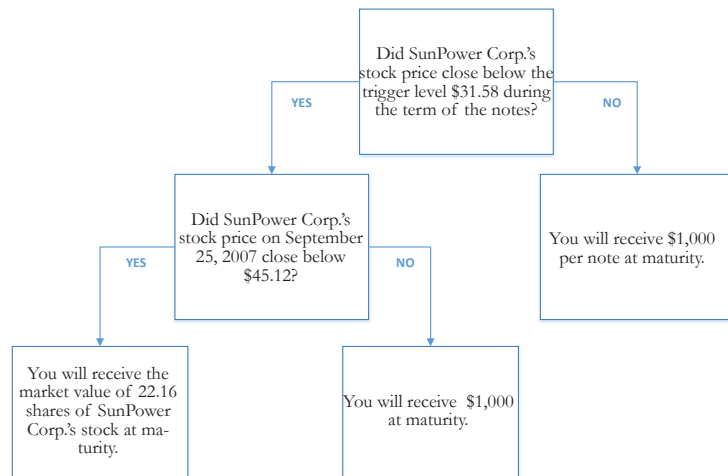 Did SunPower Corp.'s
stock price close below the
trigger level $31.58 during
the term of the notes?
YES
NO
Did SunPower Corp.'s
stock price on September
25, 2007 close below
$45.12?
You will receive $1,000
per note at maturity.
YES
NO
You will receive the
market value of 22.16
shares of SunPower
Corp.'s stock at ma-
turity.
You will receive $1,000
at maturity.